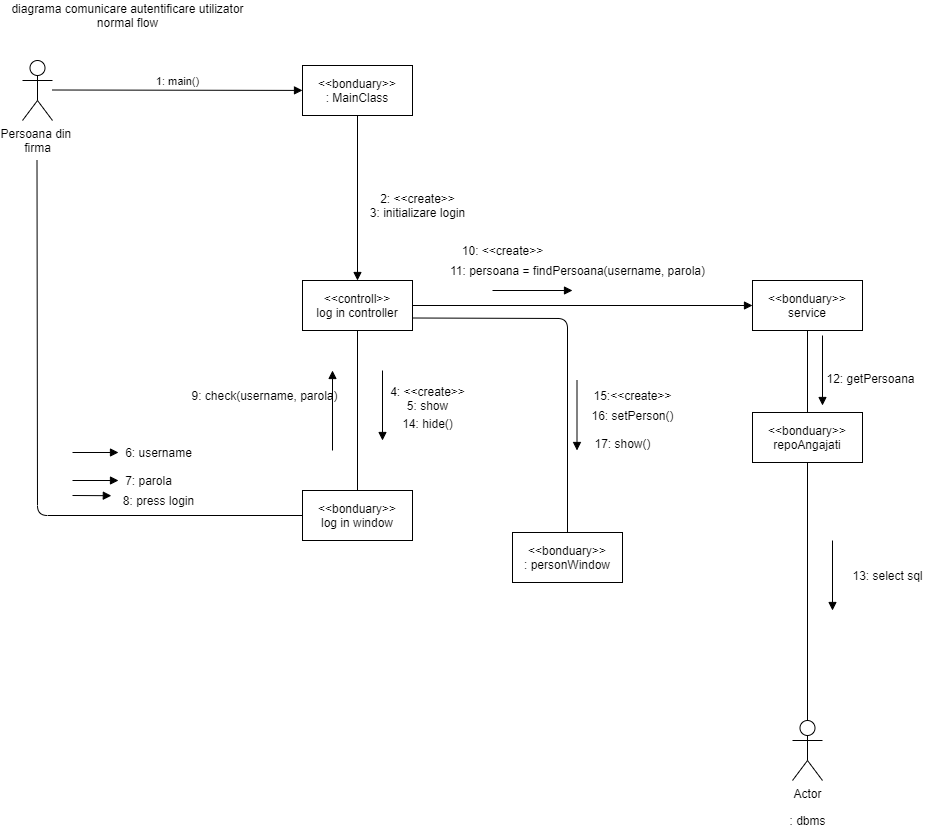 diagrama comunicare autentificare utilizator
normal flow
1: main()
<<bonduary>>
: MainClass
Persoana din
firma
2: <<create>>
3: initializare login
10: <<create>>
11: persoana = findPersoana(username, parola)
<<controll>>
log in controller
<<bonduary>>
service
9: check(username, parola)
4: <<create>>
5: show
14: hide()
15:<<create>>
16: setPerson()
17: show()
12: getPersoana
<<bonduary>>
repoAngajati
6: username
7: parola
8: press login
<<bonduary>>
log in window
<<bonduary>>
: personWindow
13: select sql
Actor
: dbms